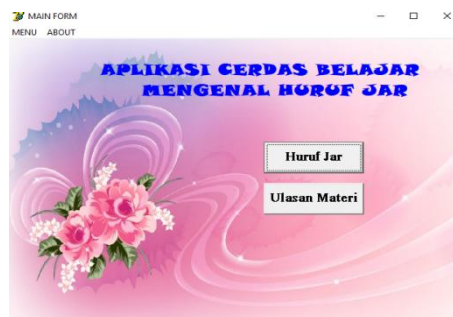 MAIN FORM
MENU ABOUT
APLIKASI CERDAS BELAJAR
MENGENAL HURUF JAR
Huruf Jar
Ulasan Materi